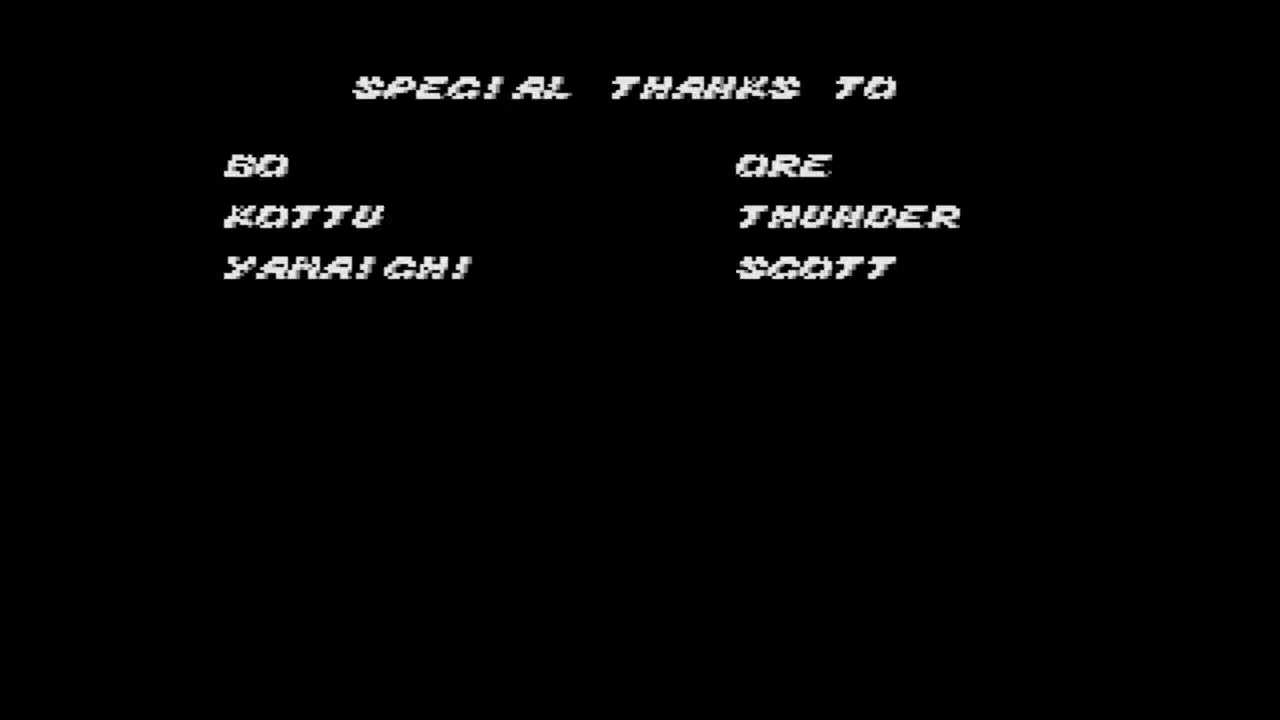 SPECIAL THANKS TO
BO ORE
KOTTU THUNDER
YANAICHI SCOTT